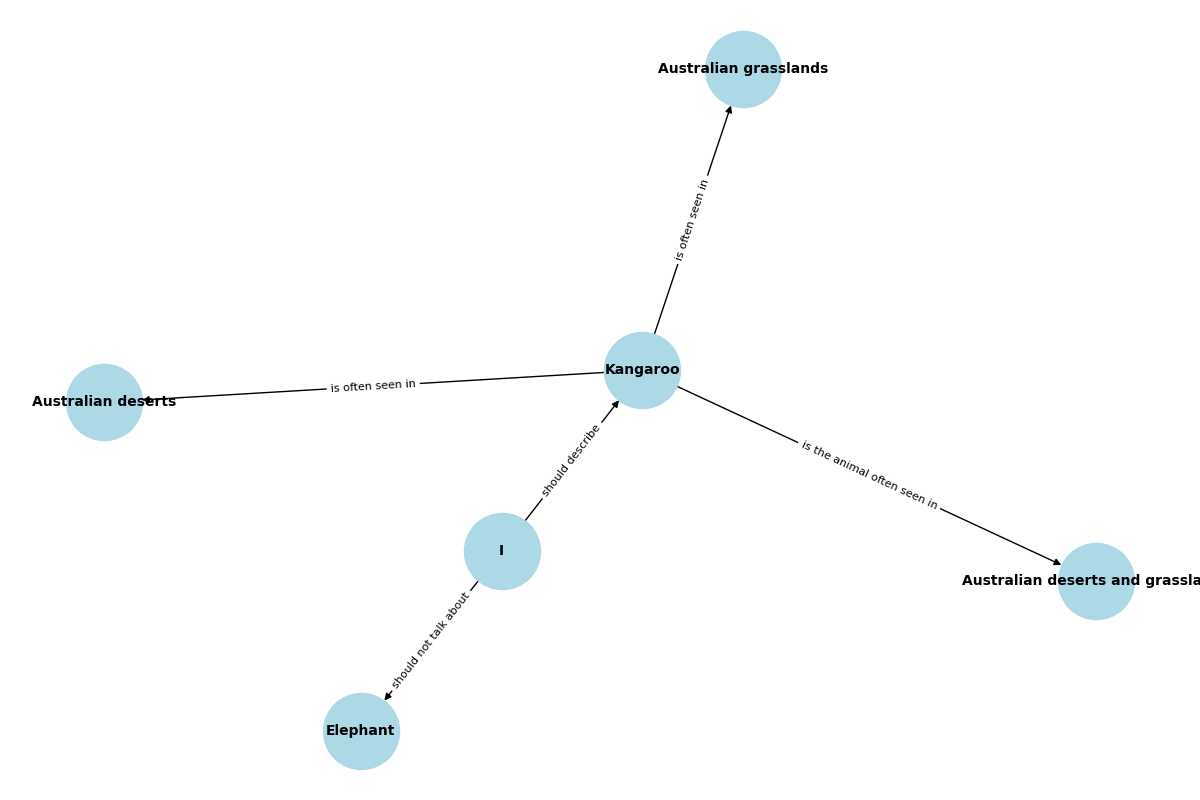 Australian grasslands
is often seen in
Kangaroo
is often seen in
Australian deserts
should describe
is the animal often seen in
I
Australian deserts and grassla
should not talk about
Elephant